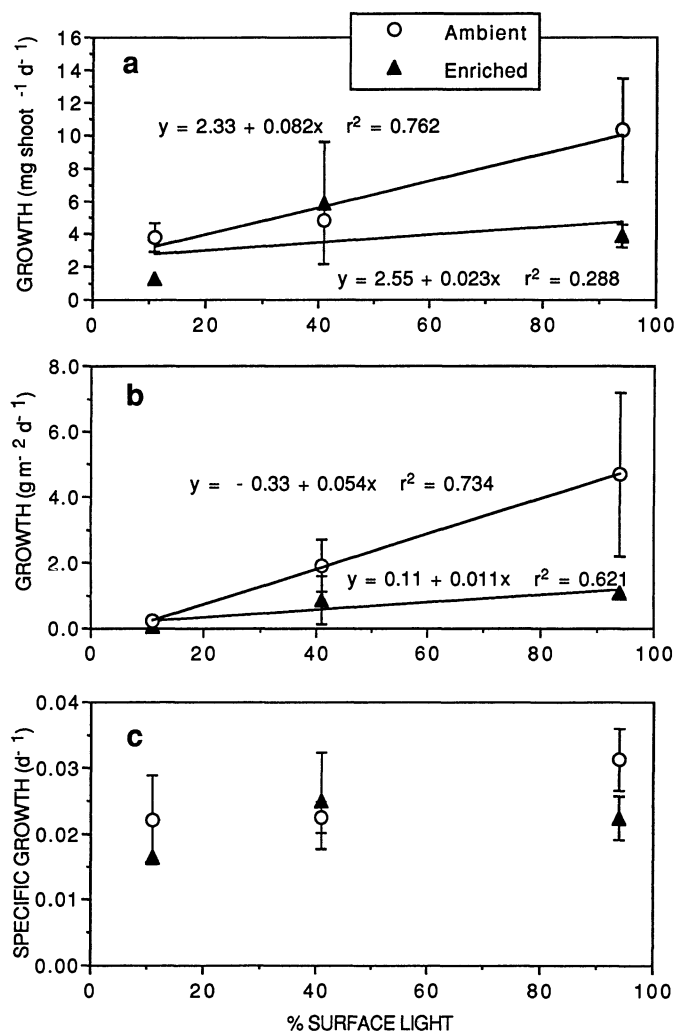 Ambient
Enriched
a
16
14
12
10
8
6
4
2
0
GROWTH (mg shoot ⁻¹ d⁻¹)
y = 2.33 + 0.082x r² = 0.762
y = 2.55 + 0.023x r² = 0.288
0 20 40 60 80 100
b
8.0
6.0
4.0
2.0
0.0
GROWTH (g m⁻² d⁻¹)
y = - 0.33 + 0.054x r² = 0.734
y = 0.11 + 0.011x r² = 0.621
0 20 40 60 80 100
c
0.04
0.03
0.02
0.01
0.00
SPECIFIC GROWTH (d⁻¹)
0 20 40 60 80 100
% SURFACE LIGHT